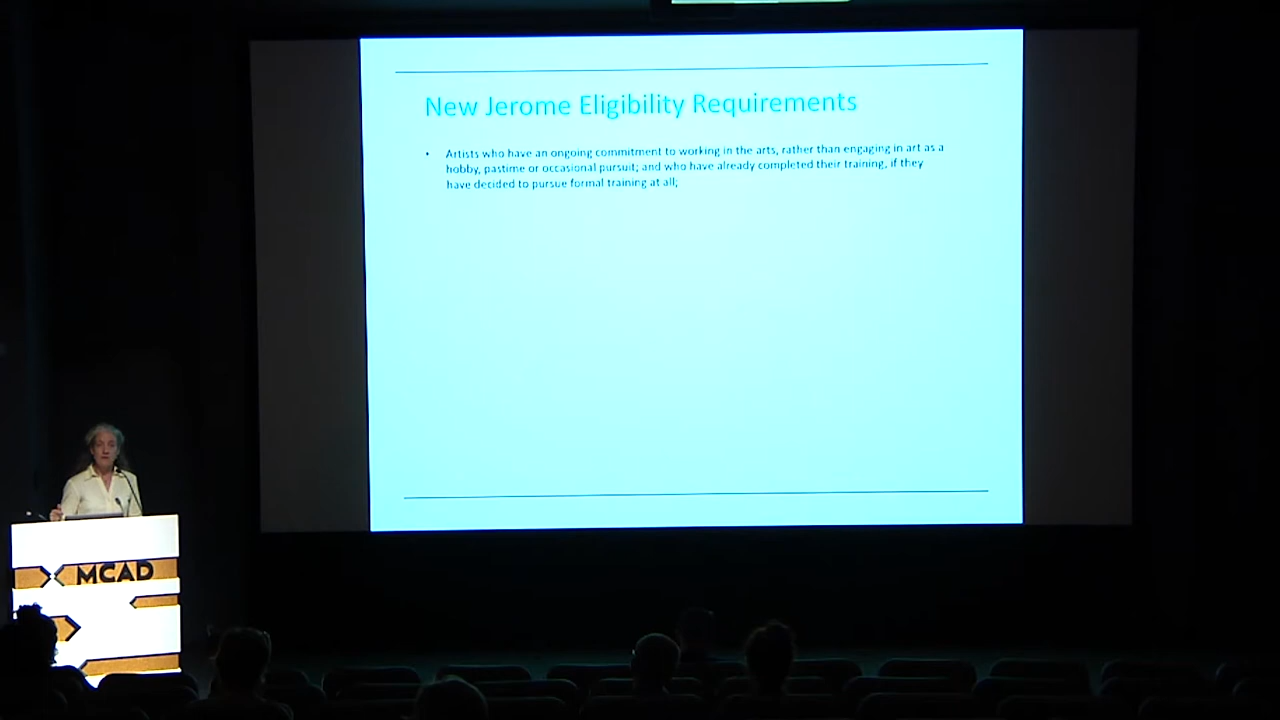 New Jerome Eligibility Requirements
• Artists who have an ongoing commitment to working in the arts, rather than engaging in art as a
hobby, pastime or occasional pursuit; and who have already completed their training, if they
have decided to pursue formal training at all;
MCAD